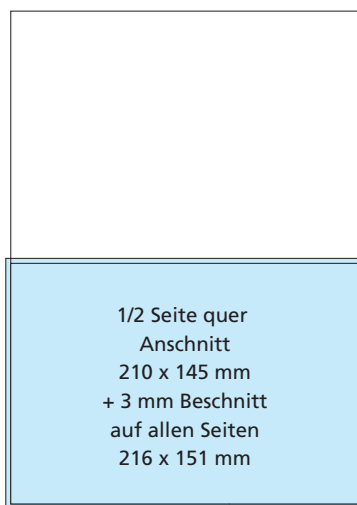 1/2 Seite quer
Anschnitt
210 x 145 mm
+ 3 mm Beschnitt
auf allen Seiten
216 x 151 mm